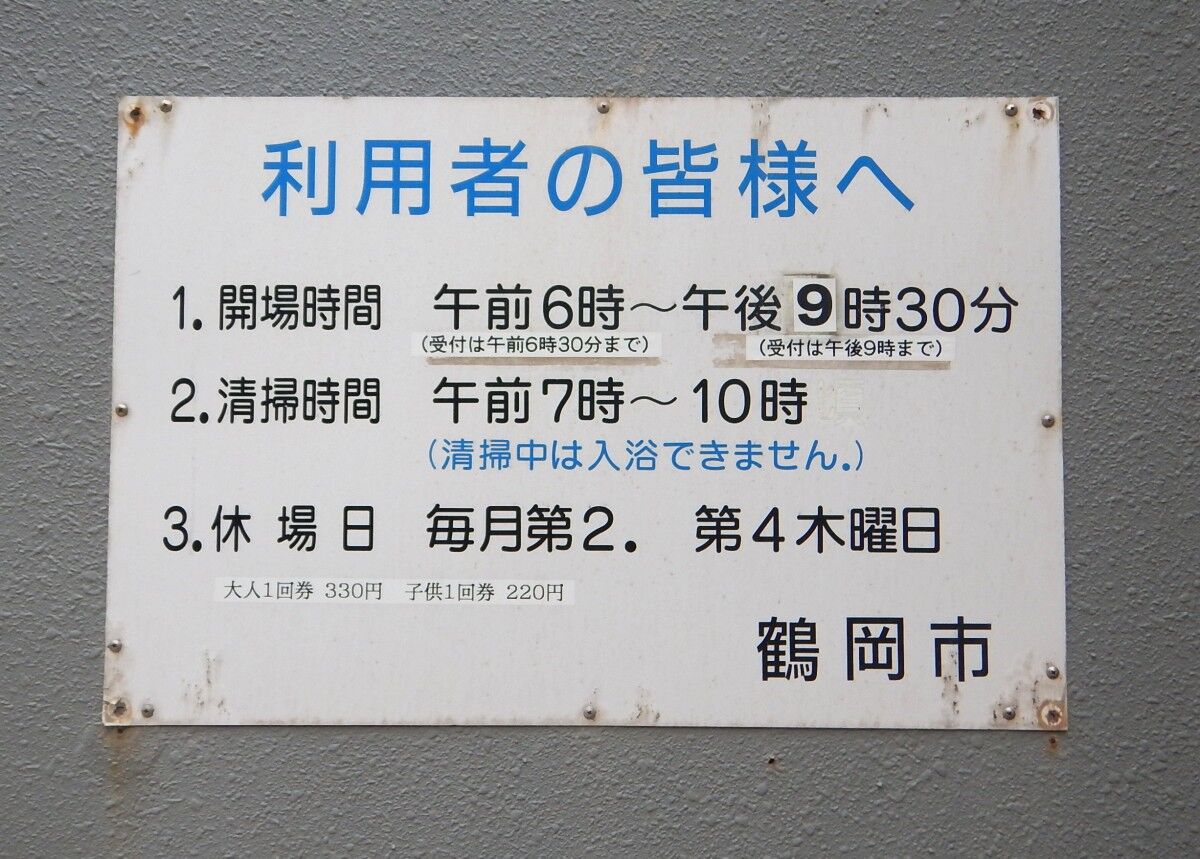 利用者の皆様へ
1.開場時間 午前6時～午後9時30分
(受付は午前6時30分まで) (受付は午後9時まで)
2.清掃時間 午前7時～10時
(清掃中は入浴できません.)
3.休場日 毎月第2. 第4木曜日
大人1回券 330円 子供1回券 220円
鶴岡市